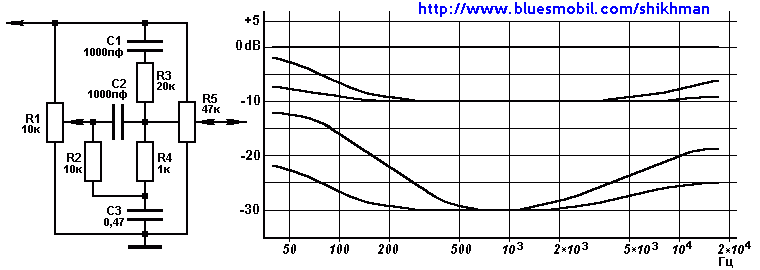 http://www.bluesmobil.com/shikhman
C1
1000пф
R3
20к
C2
1000пф
R5
47к
R1
10к
R2
10к
R4
1к
C3
0,47
+5
0дВ
-10
-20
-30
50 100 200 500 10³ 2×10³ 5×10³ 10⁴ 2×10⁴
Гц